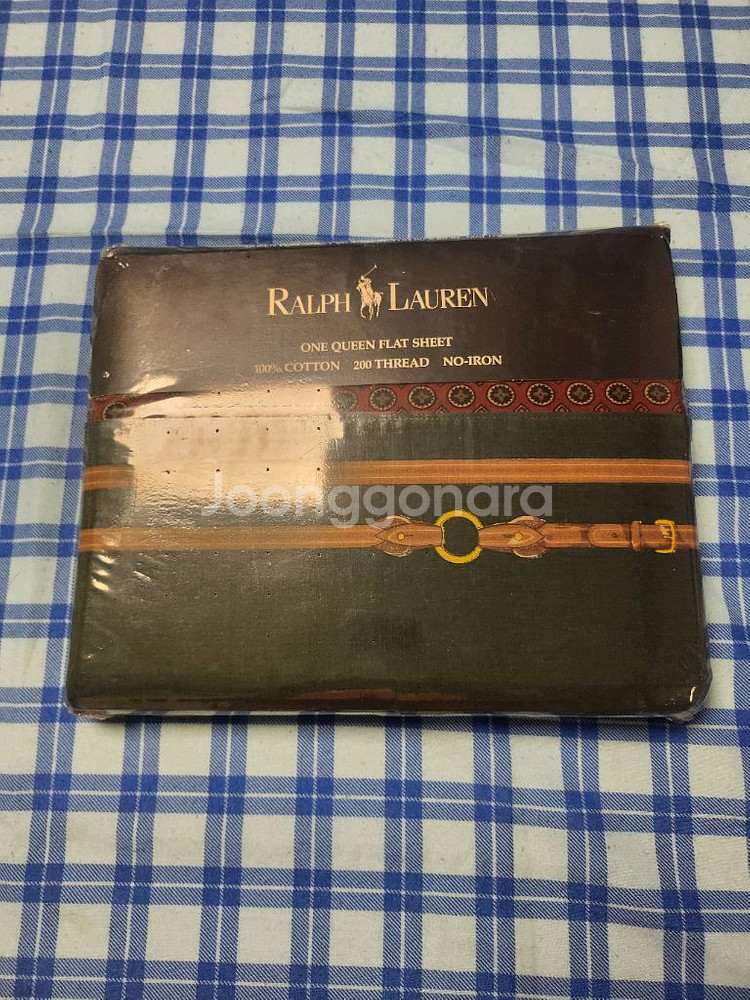 RALPH LAUREN
ONE QUEEN FLAT SHEET
100% COTTON 200 THREAD NO-IRON
Joonggonara